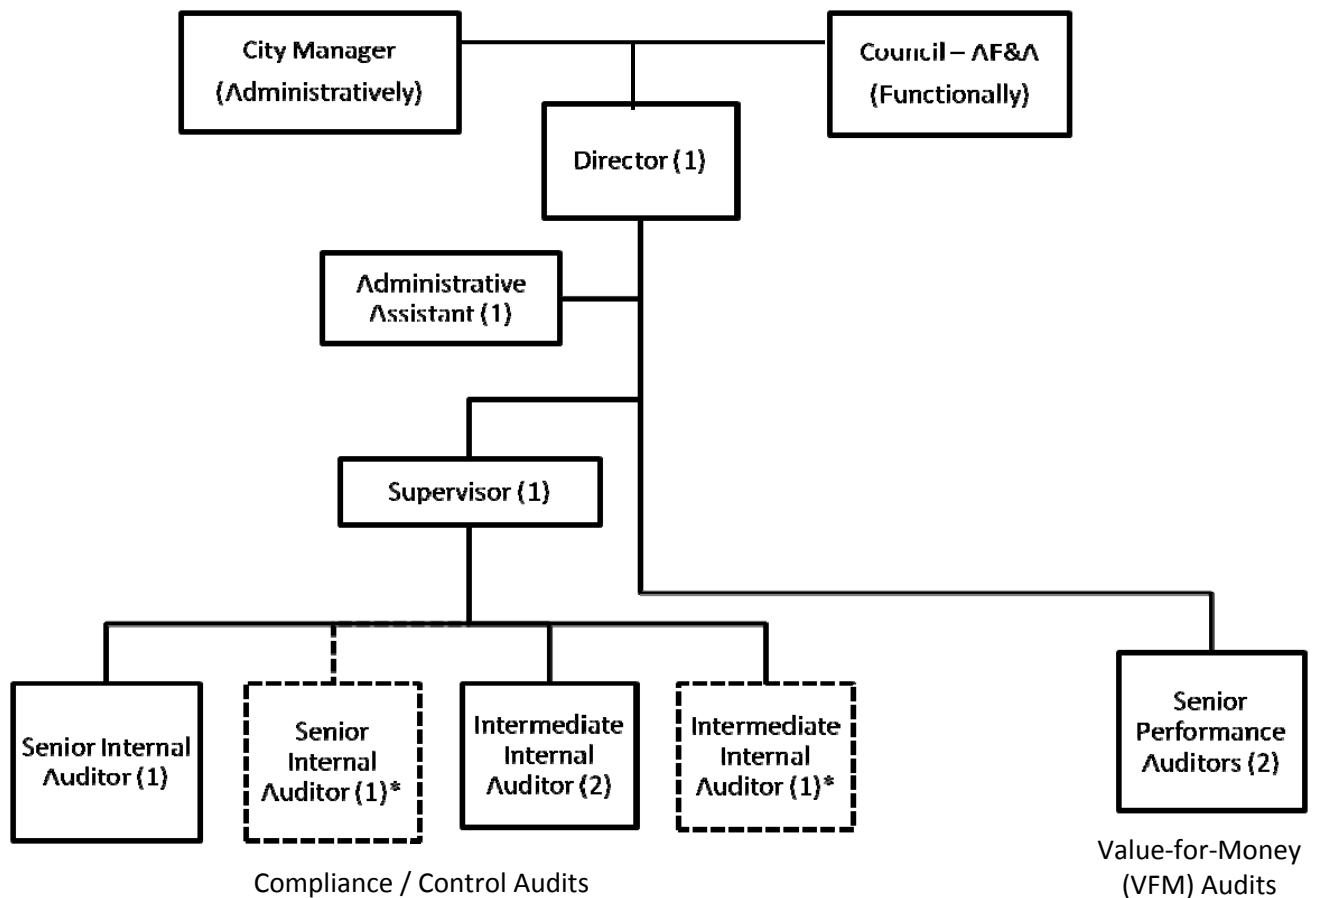 City Manager
(Administratively)
Council – AF&A
(Functionally)
Director (1)
Administrative
Assistant (1)
Supervisor (1)
Senior Internal
Auditor (1)
Senior
Internal
Auditor (1)*
Intermediate
Internal
Auditor (2)
Intermediate
Internal
Auditor (1)*
Senior
Performance
Auditors (2)
Compliance / Control Audits
Value-for-Money
(VFM) Audits